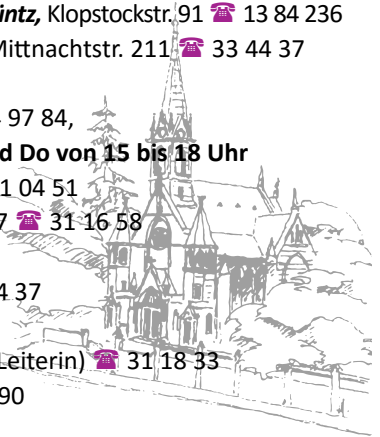 intz, Klopstockstr. 91 ☎ 13 84 236
Mittnachtstr. 211 ☎ 33 44 37
97 84,
d Do von 15 bis 18 Uhr
1 04 51
7 ☎ 31 16 58
4 37
Leiterin) ☎ 31 18 33
90